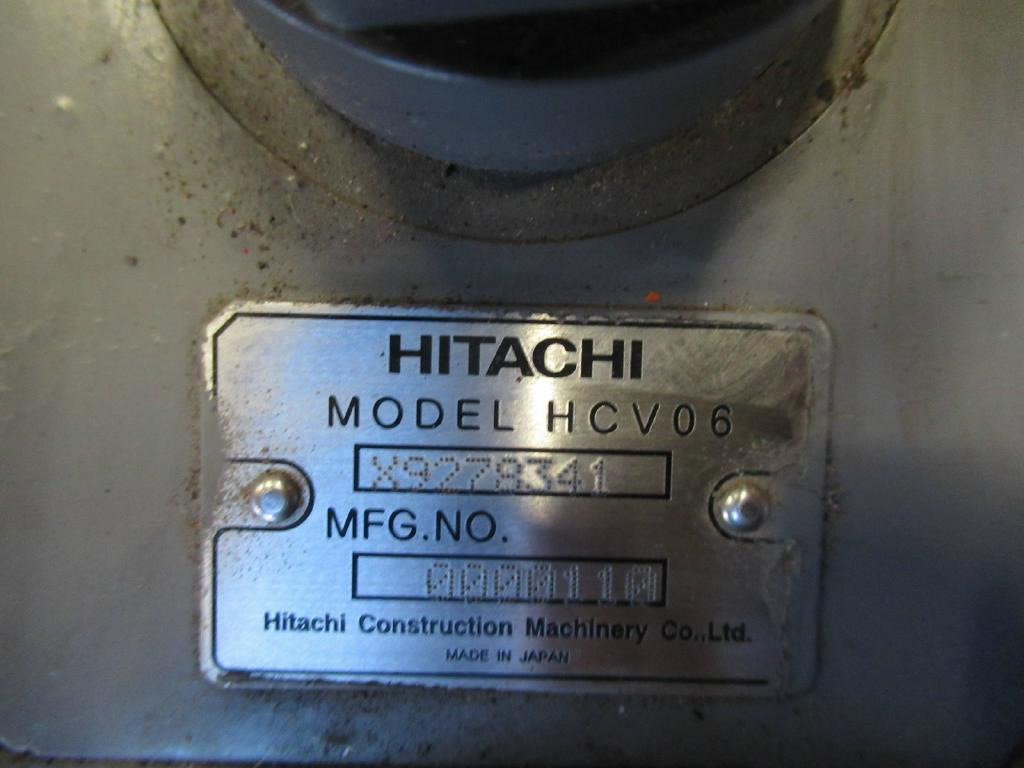 HITACHI
MODEL HCV06
X9278341
MFG.NO.
0000110
Hitachi Construction Machinery Co.,Ltd.
MADE IN JAPAN